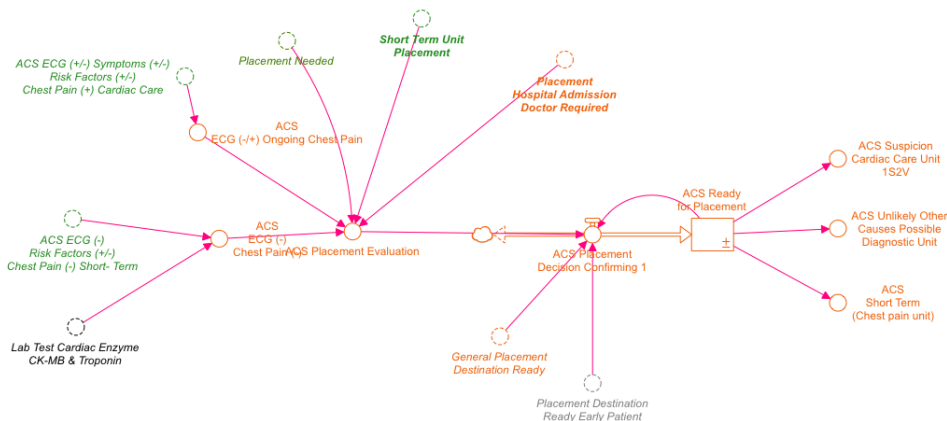 Short Term Unit
Placement
Placement Needed
ACS ECG (+/-) Symptoms (+/-)
Risk Factors (+/-)
Chest Pain (+) Cardiac Care
Placement
Hospital Admission
Doctor Required
ACS
ECG (-/+) Ongoing Chest Pain
ACS Suspicion
Cardiac Care Unit
1S2V
ACS Ready
for Placement
±
ACS ECG (-)
Risk Factors (+/-)
Chest Pain (-) Short- Term
ACS
ECG (-)
Chest Pain (-)
ACS Placement Evaluation
ACS Placement
Decision Confirming 1
ACS Unlikely Other
Causes Possible
Diagnostic Unit
ACS
Short Term
(Chest pain unit)
Lab Test Cardiac Enzyme
CK-MB & Troponin
General Placement
Destination Ready
Placement Destination
Ready Early Patient